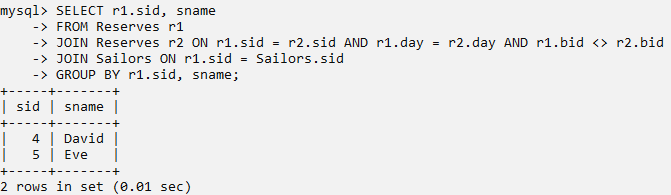 mysql> SELECT r1.sid, sname
    -> FROM Reserves r1
    -> JOIN Reserves r2 ON r1.sid = r2.sid AND r1.day = r2.day AND r1.bid <> r2.bid
    -> JOIN Sailors ON r1.sid = Sailors.sid
    -> GROUP BY r1.sid, sname;
+-----+-------+
| sid | sname |
+-----+-------+
|   4 | David |
|   5 | Eve   |
+-----+-------+
2 rows in set (0.01 sec)